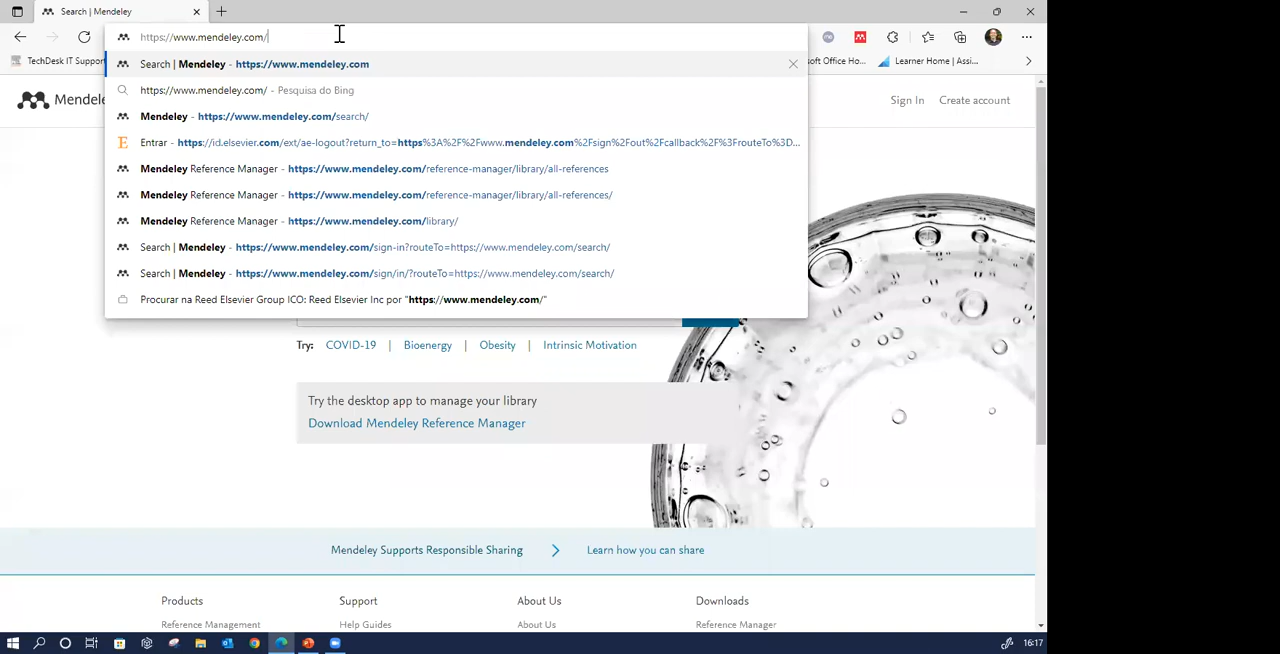 Search | Mendeley
https://www.mendeley.com/
Search | Mendeley - https://www.mendeley.com
https://www.mendeley.com/ - Pesquisa do Bing
Mendeley - https://www.mendeley.com/search/
Entrar - https://id.elsevier.com/ext/ae-logout?return_to=https%3A%2F%2Fwww.mendeley.com%2Fsign%2Fout%2Fcallback%2F%3FrouteTo%3D...
Mendeley Reference Manager - https://www.mendeley.com/reference-manager/library/all-references
Mendeley Reference Manager - https://www.mendeley.com/reference-manager/library/all-references/
Mendeley Reference Manager - https://www.mendeley.com/library/
Search | Mendeley - https://www.mendeley.com/sign-in?routeTo=https://www.mendeley.com/search/
Search | Mendeley - https://www.mendeley.com/sign/in/?routeTo=https://www.mendeley.com/search/
Procurar na Reed Elsevier Group ICO: Reed Elsevier Inc por "https://www.mendeley.com/"
TechDesk IT Support
soft Office Ho...
Learner Home | Assi...
Mendele
Sign In
Create account
Try: COVID-19 | Bioenergy | Obesity | Intrinsic Motivation
Try the desktop app to manage your library
Download Mendeley Reference Manager
Mendeley Supports Responsible Sharing
Learn how you can share
Products
Support
About Us
Downloads
Reference Management
Help Guides
About Us
Reference Manager
16:17